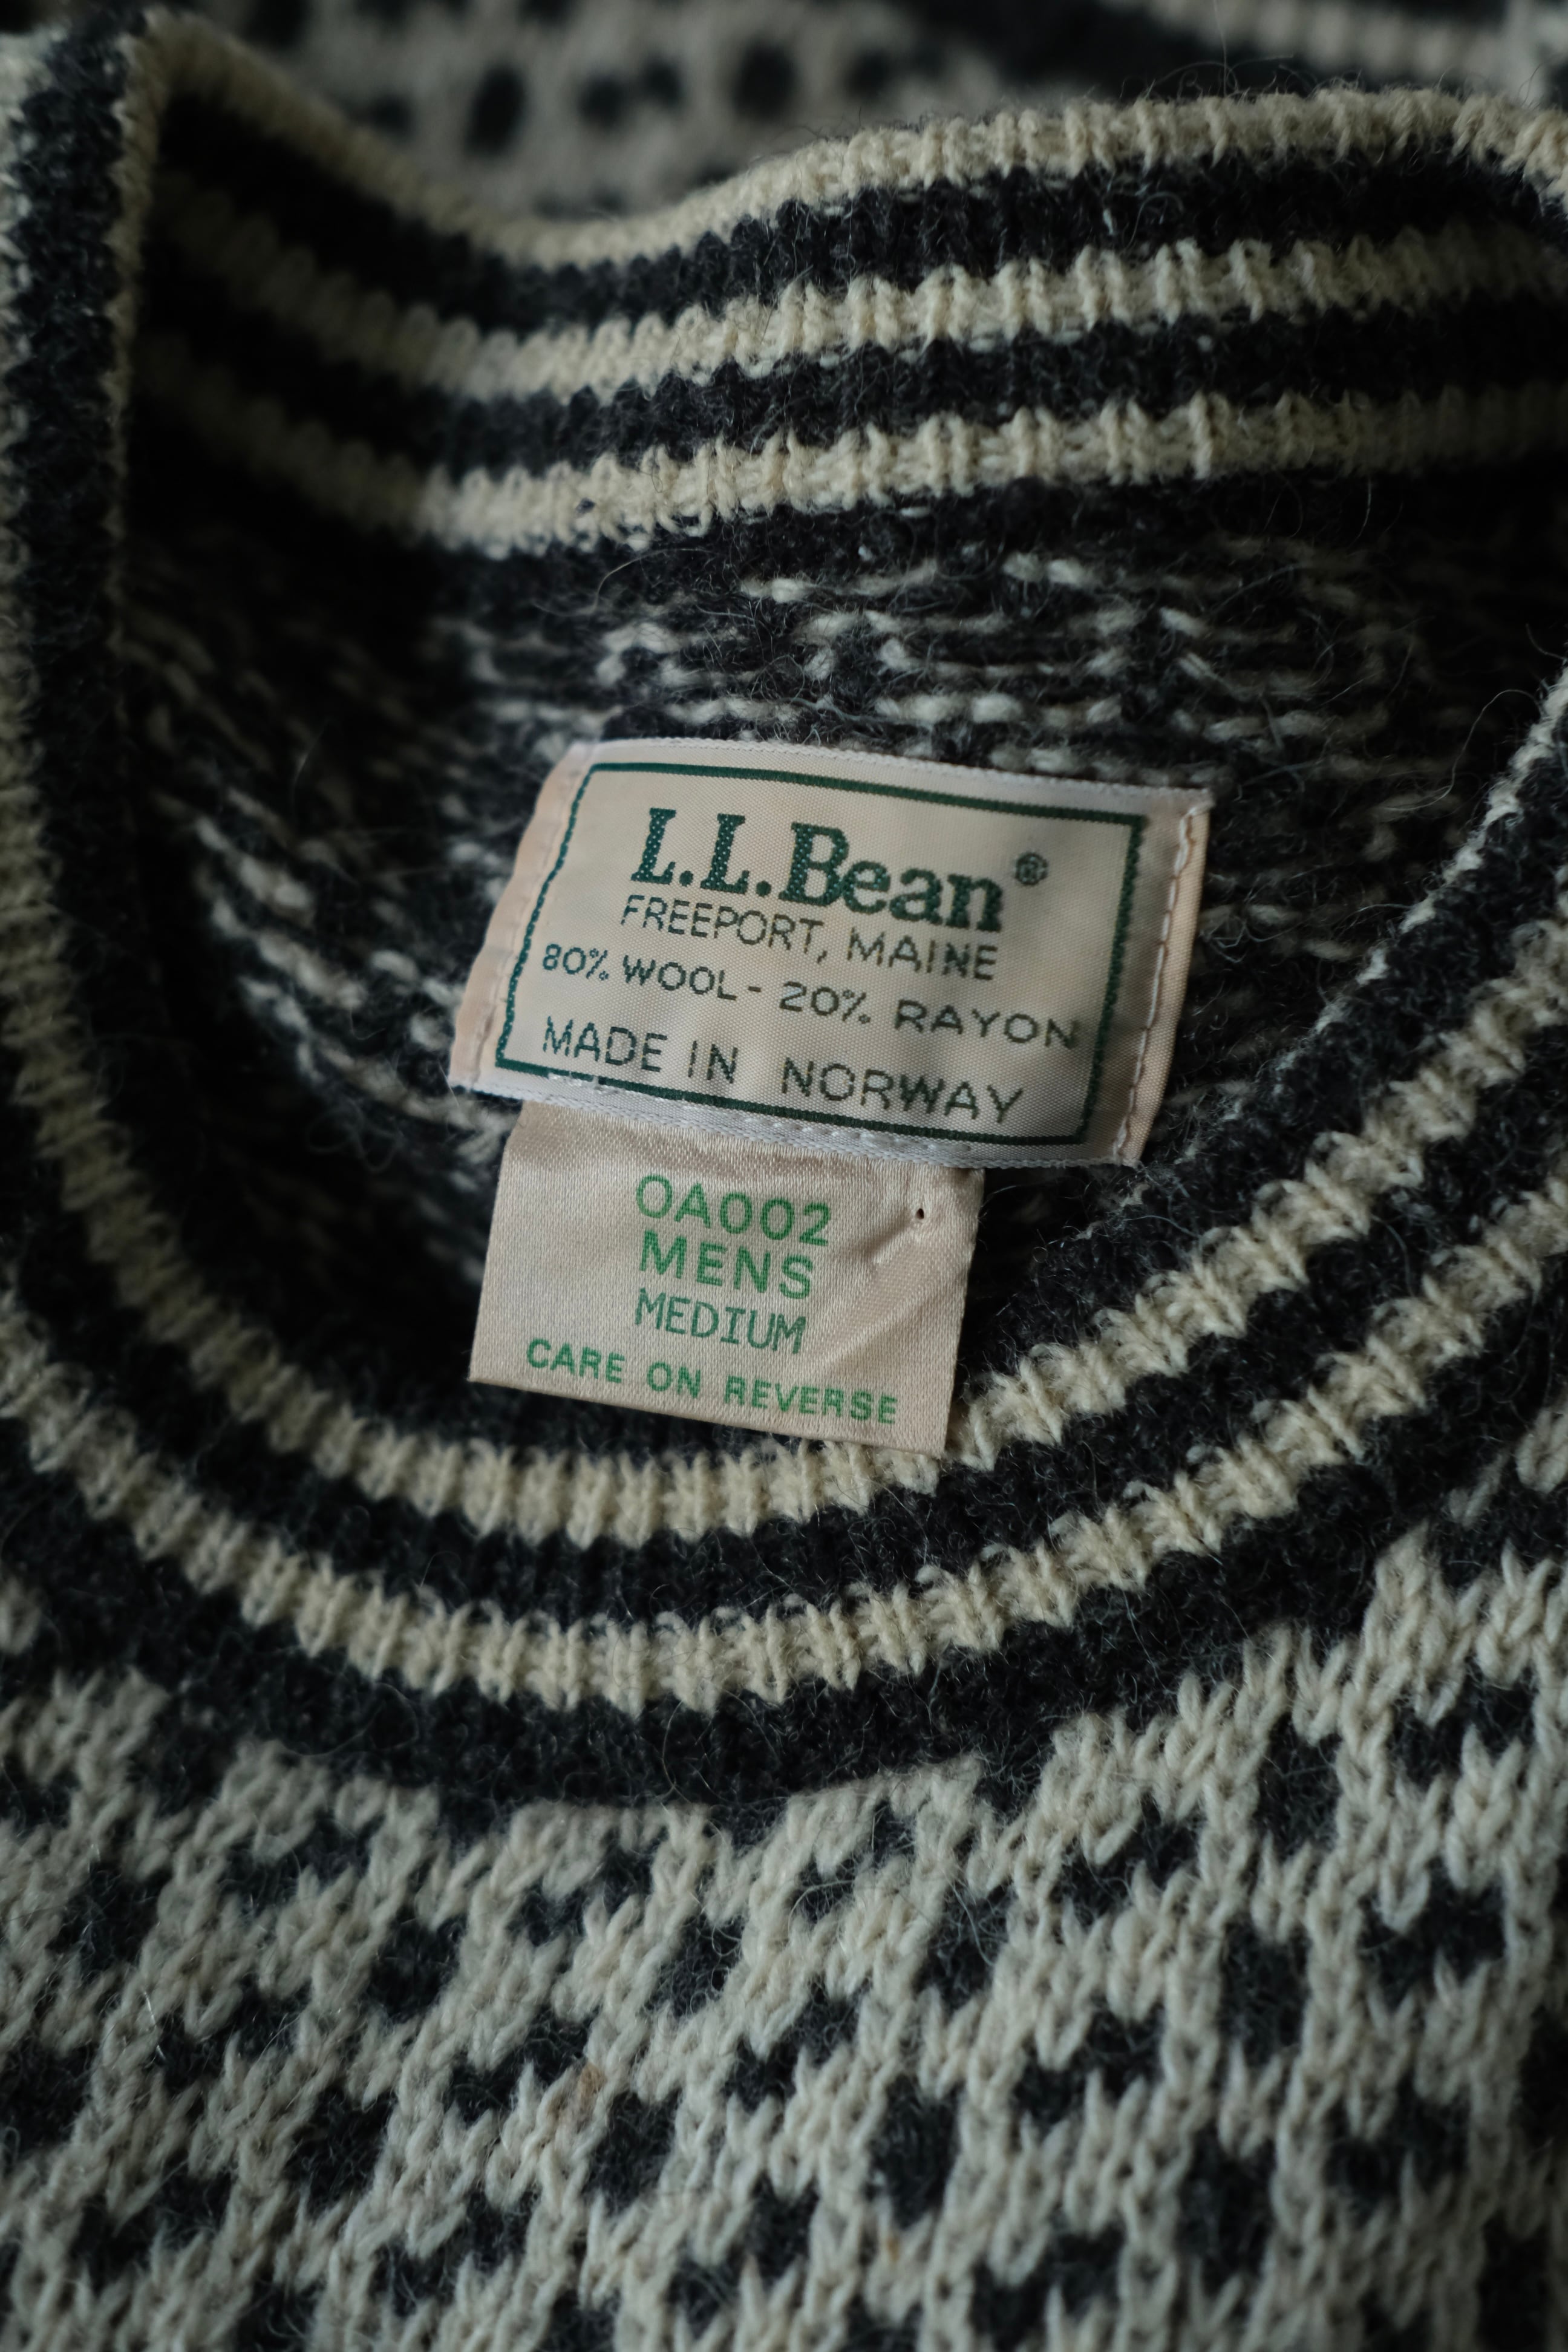 L.L.Bean®
FREEPORT, MAINE
80% WOOL - 20% RAYON
MADE IN NORWAY
OA002
MENS
MEDIUM
CARE ON REVERSE